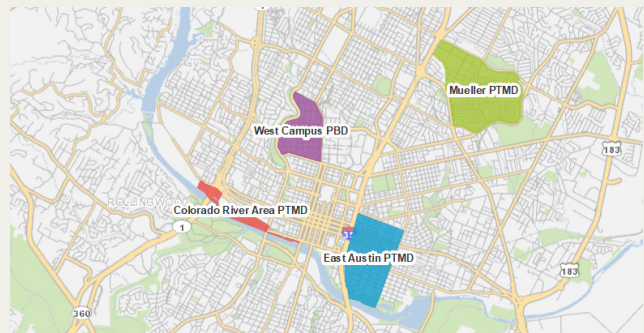 Mueller PTMD
West Campus PBD
183
ROLLINGWOOD
Colorado River Area PTMD
1
35
East Austin PTMD
183
360